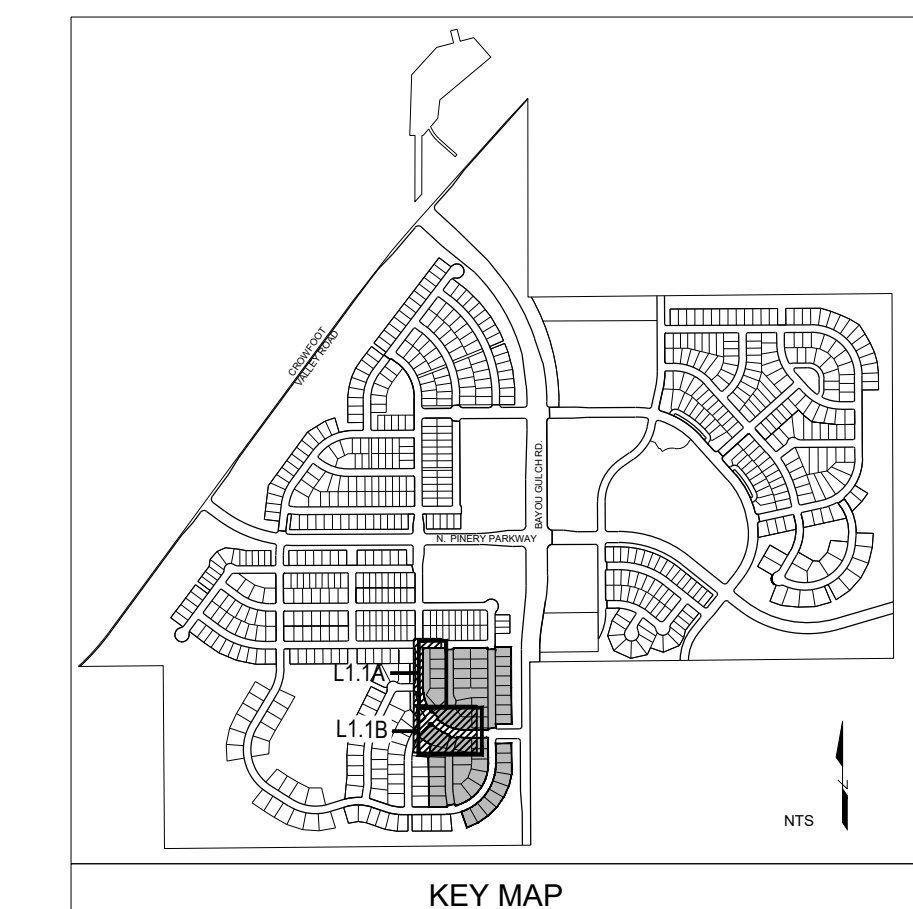 CROWFOOT
VALLEY ROAD
BAYOU GULCH RD.
N. PINERY PARKWAY
L1.1A
L1.1B
N
NTS
KEY MAP